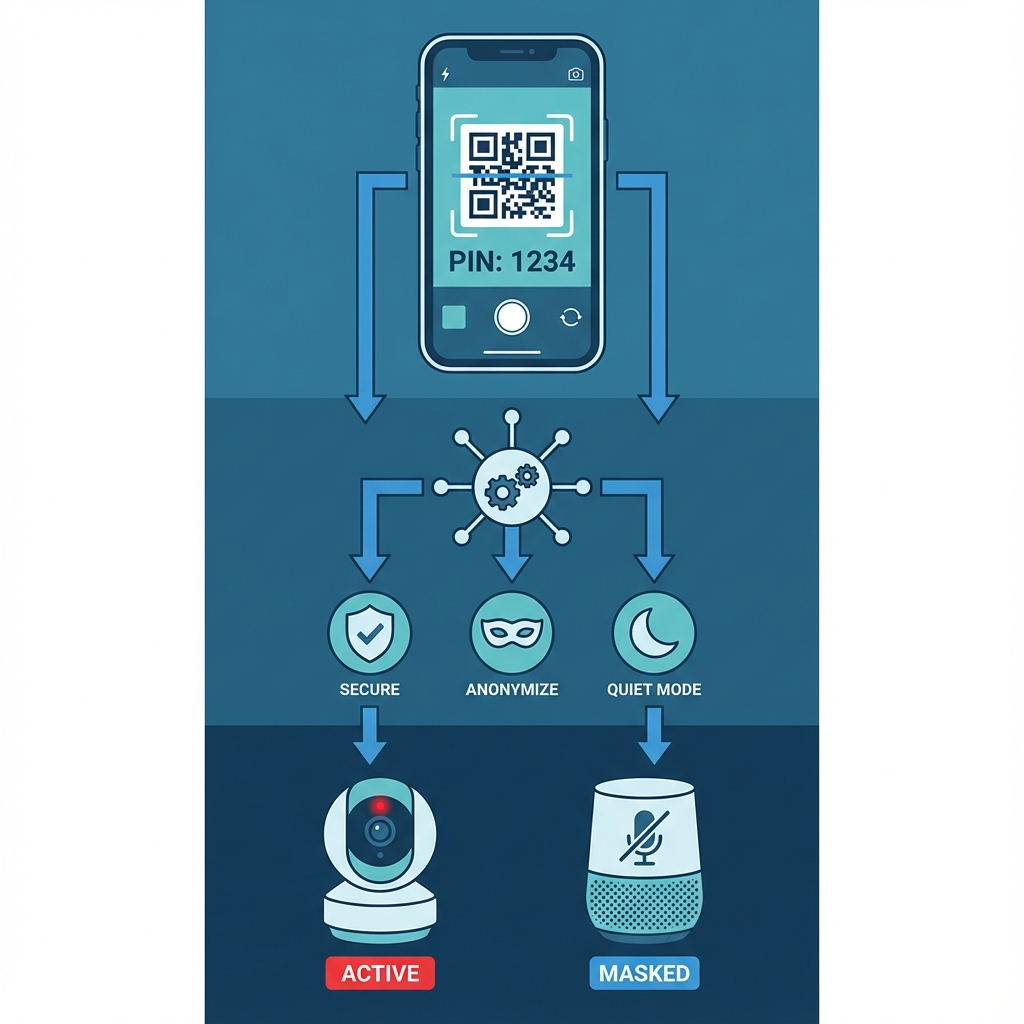 PIN: 1234
SECURE
ANONYMIZE
QUIET MODE
ACTIVE
MASKED